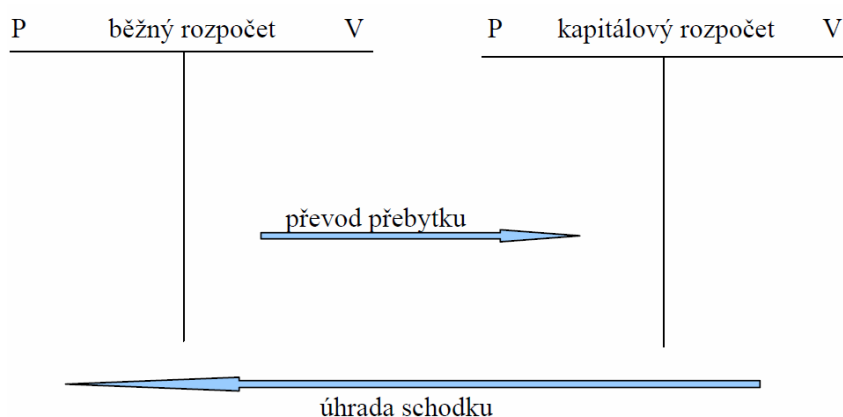 P běžný rozpočet V
P kapitálový rozpočet V
převod přebytku
úhrada schodku